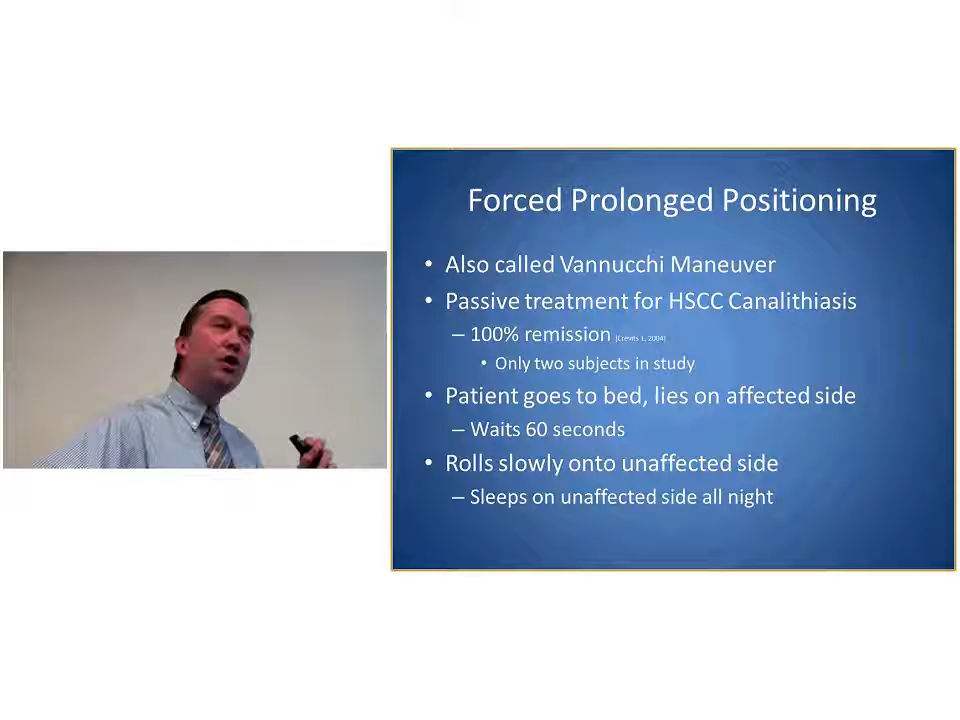 Forced Prolonged Positioning
• Also called Vannucchi Maneuver
• Passive treatment for HSCC Canalithiasis
– 100% remission (Crevits L, 2004)
• Only two subjects in study
• Patient goes to bed, lies on affected side
– Waits 60 seconds
• Rolls slowly onto unaffected side
– Sleeps on unaffected side all night